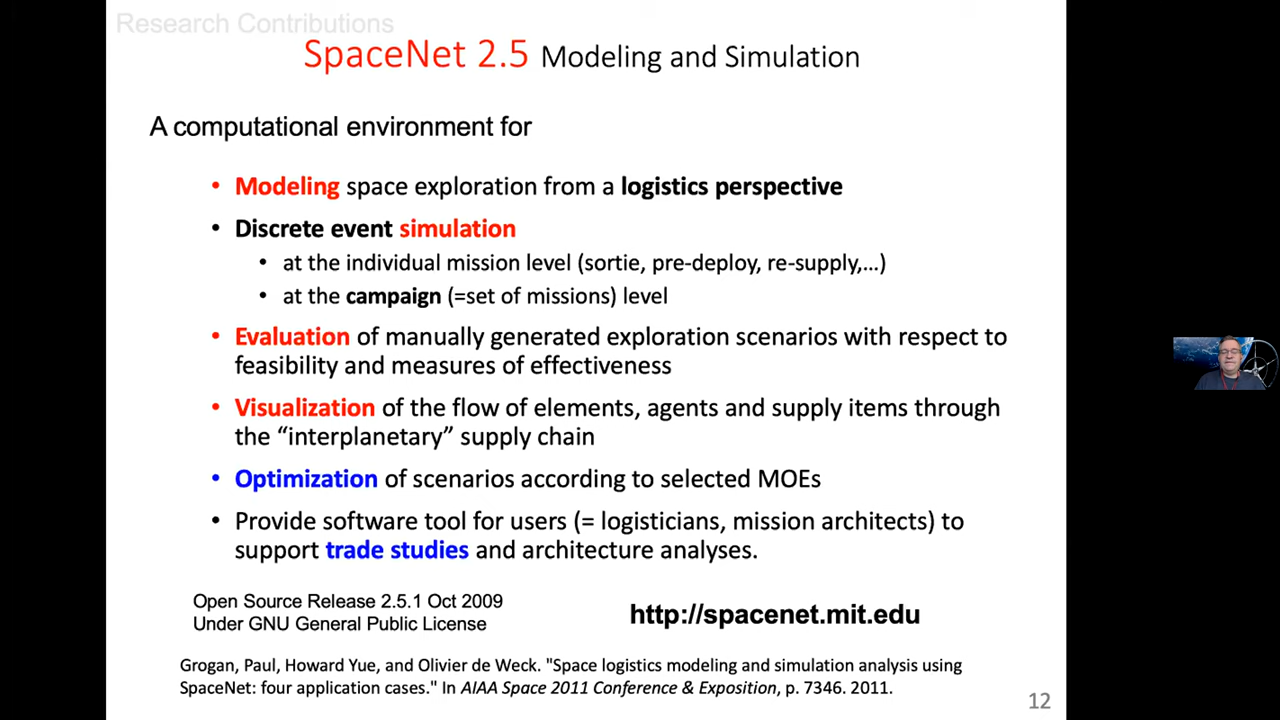 Research Contributions
SpaceNet 2.5 Modeling and Simulation
A computational environment for
• Modeling space exploration from a logistics perspective
• Discrete event simulation
• at the individual mission level (sortie, pre-deploy, re-supply,...)
• at the campaign (=set of missions) level
• Evaluation of manually generated exploration scenarios with respect to
feasibility and measures of effectiveness
• Visualization of the flow of elements, agents and supply items through
the “interplanetary” supply chain
• Optimization of scenarios according to selected MOEs
• Provide software tool for users (= logisticians, mission architects) to
support trade studies and architecture analyses.
Open Source Release 2.5.1 Oct 2009
Under GNU General Public License
http://spacenet.mit.edu
Grogan, Paul, Howard Yue, and Olivier de Weck. "Space logistics modeling and simulation analysis using
SpaceNet: four application cases." In AIAA Space 2011 Conference & Exposition, p. 7346. 2011.
12